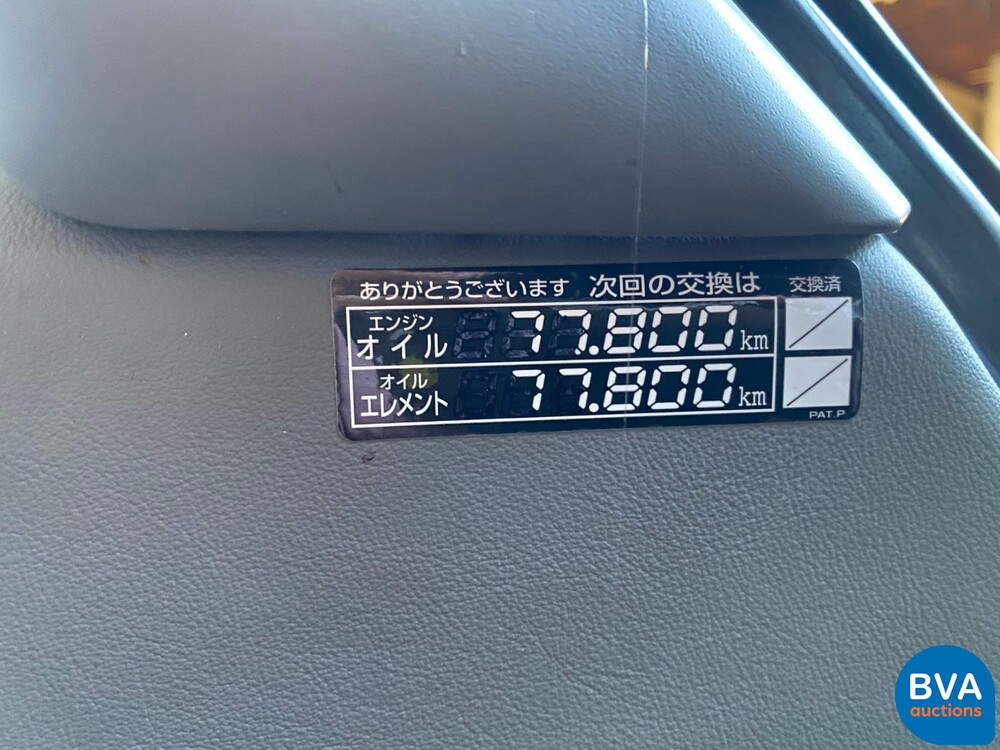 ありがとうございます 次回の交換は 交換済
エンジン
オイル 77.800 km
オイル
エレメント 77.800 km
PAT.P
BVA
auctions